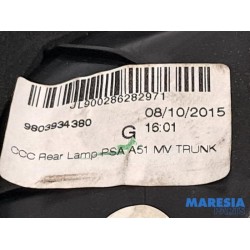 JL900286282971
9803934380
08/10/2015
G
16:01
CCC Rear Lamp PSA A51 MV TRUNK
MARESIA